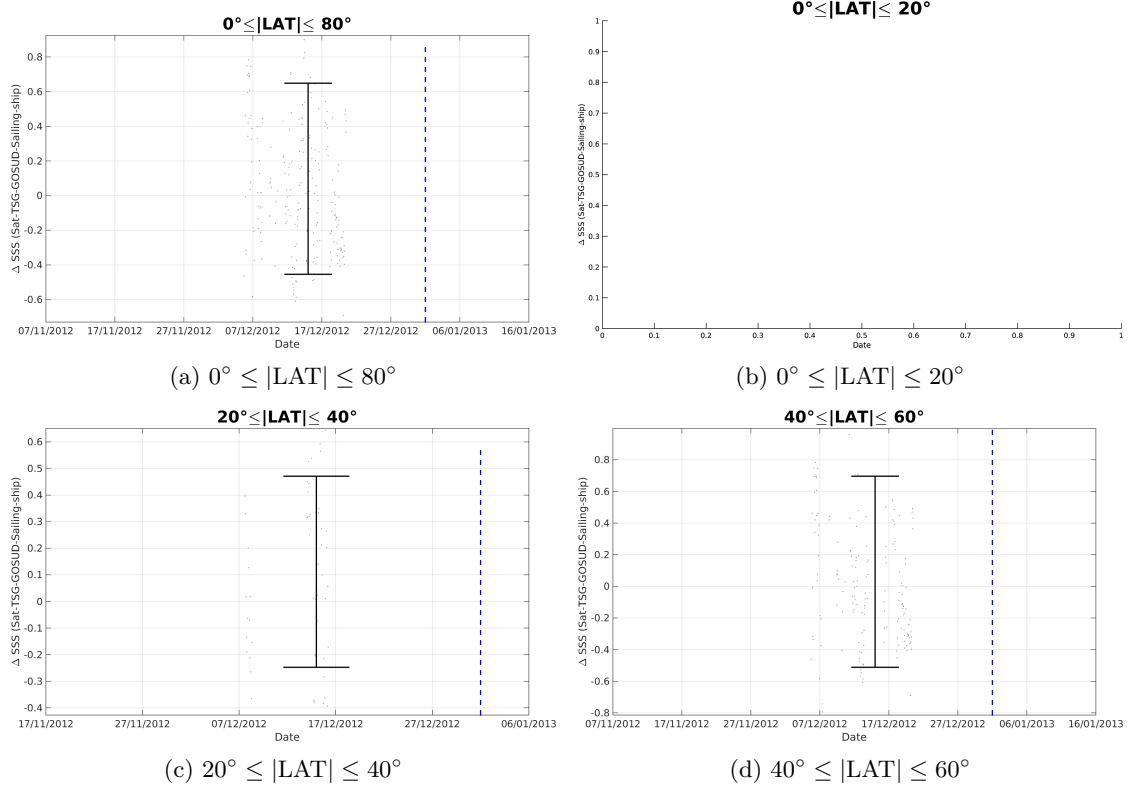 0°≤|LAT|≤ 80°
Δ SSS (Sat-TSG-GOSUD-Sailing-ship)
0.8
0.6
0.4
0.2
0
-0.2
-0.4
-0.6
07/11/2012 17/11/2012 27/11/2012 07/12/2012 17/12/2012 27/12/2012 06/01/2013 16/01/2013
Date
(a) 0° ≤ |LAT| ≤ 80°
0°≤|LAT|≤ 20°
Δ SSS (Sat-TSG-GOSUD-Sailing-ship)
1
0.9
0.8
0.7
0.6
0.5
0.4
0.3
0.2
0.1
0
0 0.1 0.2 0.3 0.4 0.5 0.6 0.7 0.8 0.9 1
Date
(b) 0° ≤ |LAT| ≤ 20°
20°≤|LAT|≤ 40°
Δ SSS (Sat-TSG-GOSUD-Sailing-ship)
0.6
0.5
0.4
0.3
0.2
0.1
0
-0.1
-0.2
-0.3
-0.4
17/11/2012 27/11/2012 07/12/2012 17/12/2012 27/12/2012 06/01/2013
Date
(c) 20° ≤ |LAT| ≤ 40°
40°≤|LAT|≤ 60°
Δ SSS (Sat-TSG-GOSUD-Sailing-ship)
0.8
0.6
0.4
0.2
0
-0.2
-0.4
-0.6
-0.8
07/11/2012 17/11/2012 27/11/2012 07/12/2012 17/12/2012 27/12/2012 06/01/2013 16/01/2013
Date
(d) 40° ≤ |LAT| ≤ 60°